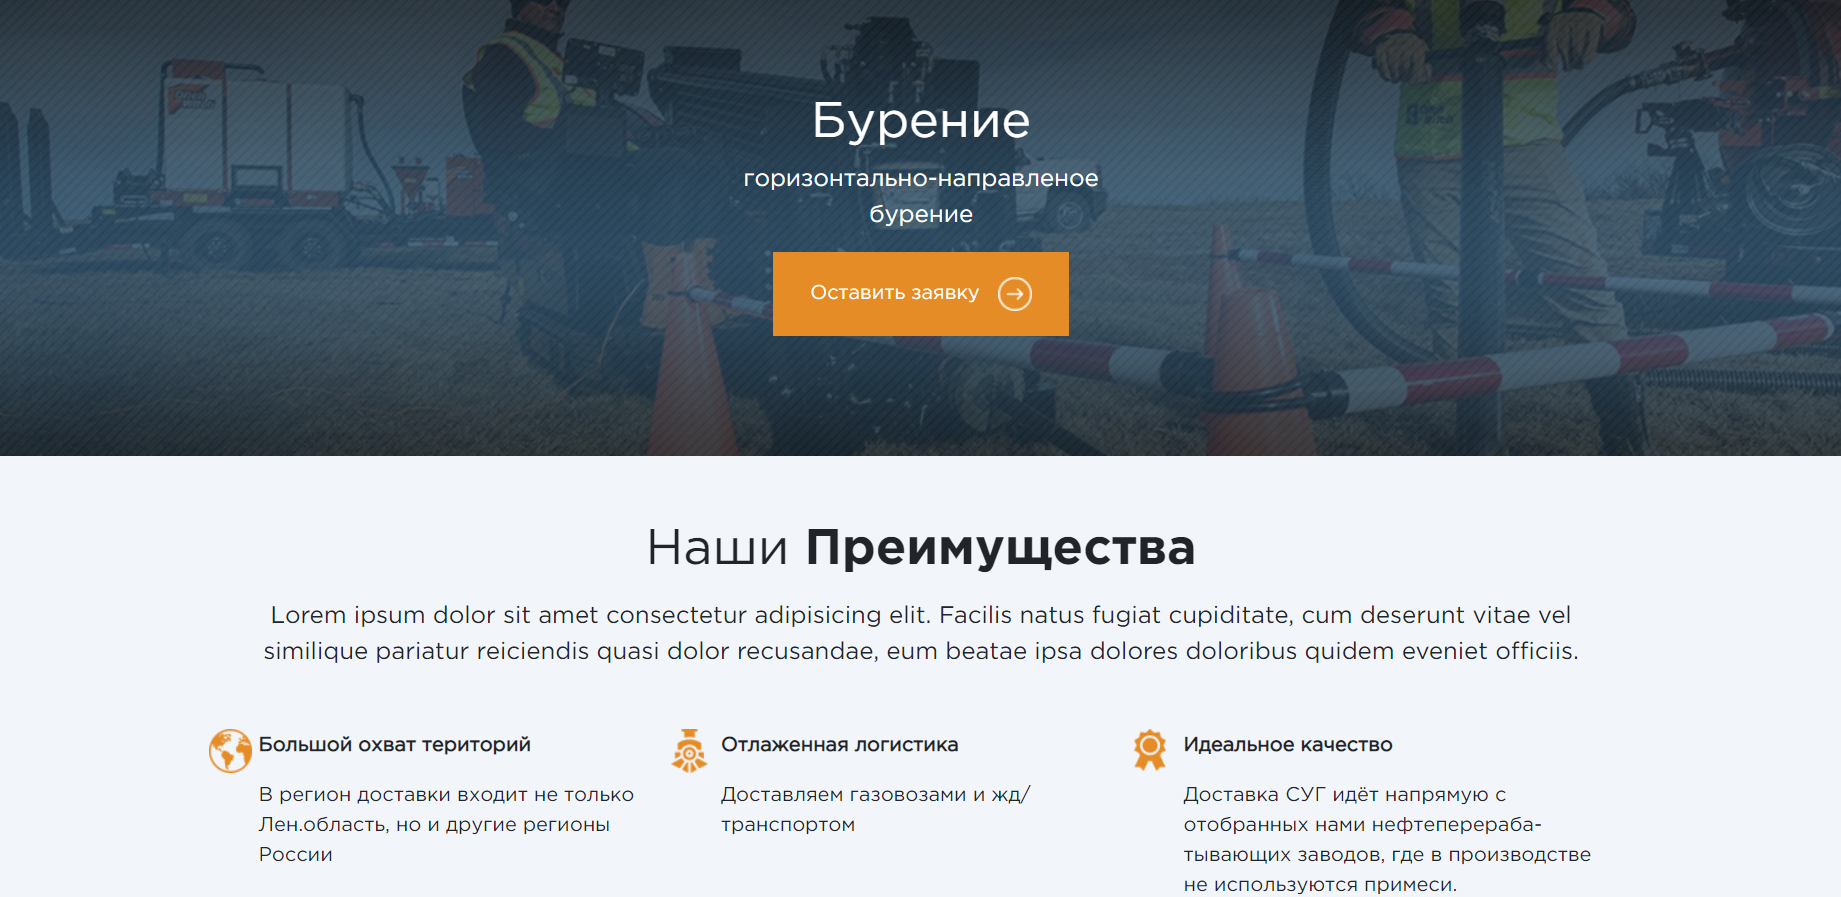 Бурение
горизонтально-направленое
бурение
Оставить заявку
Наши Преимущества
Lorem ipsum dolor sit amet consectetur adipisicing elit. Facilis natus fugiat cupiditate, cum deserunt vitae vel
similique pariatur reiciendis quasi dolor recusandae, eum beatae ipsa dolores doloribus quidem eveniet officiis.
Большой охват територий
В регион доставки входит не только
Лен.область, но и другие регионы
России
Отлаженная логистика
Доставляем газовозами и жд/
транспортом
Идеальное качество
Доставка СУГ идёт напрямую с
отобранных нами нефтеперераба-
тывающих заводов, где в производстве
не используются примеси.